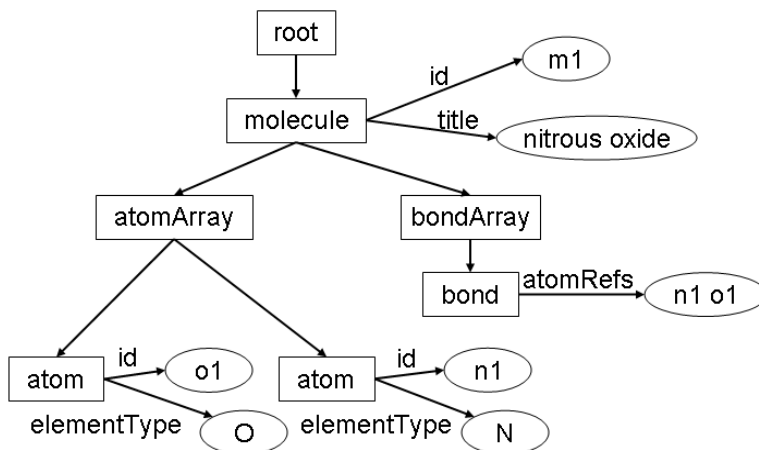 root
id
m1
molecule
title
nitrous oxide
atomArray
bondArray
bond
atomRefs
n1 o1
atom
id
o1
elementType
O
atom
id
n1
elementType
N